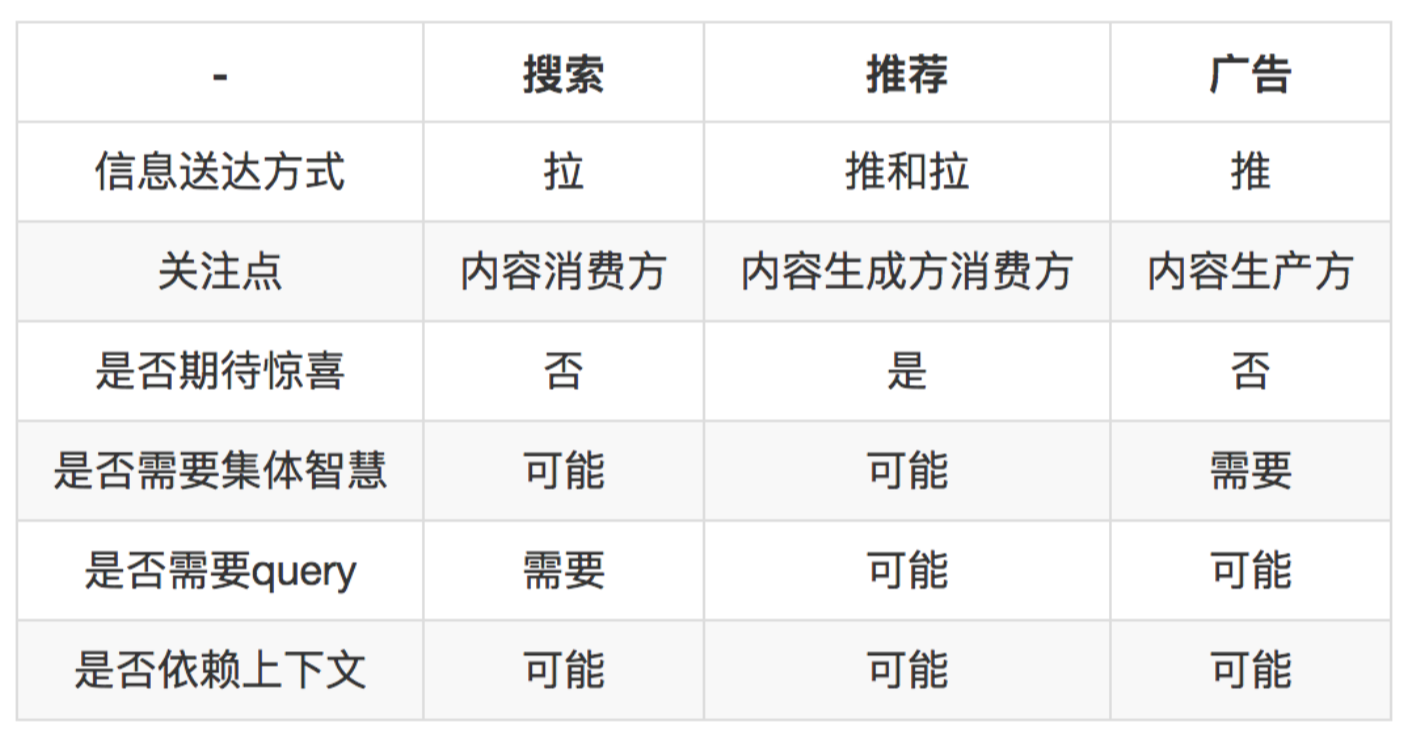 - 搜索 推荐 广告
信息送达方式 拉 推和拉 推
关注点 内容消费方 内容生成方消费方 内容生产方
是否期待惊喜 否 是 否
是否需要集体智慧 可能 可能 需要
是否需要query 需要 可能 可能
是否依赖上下文 可能 可能 可能